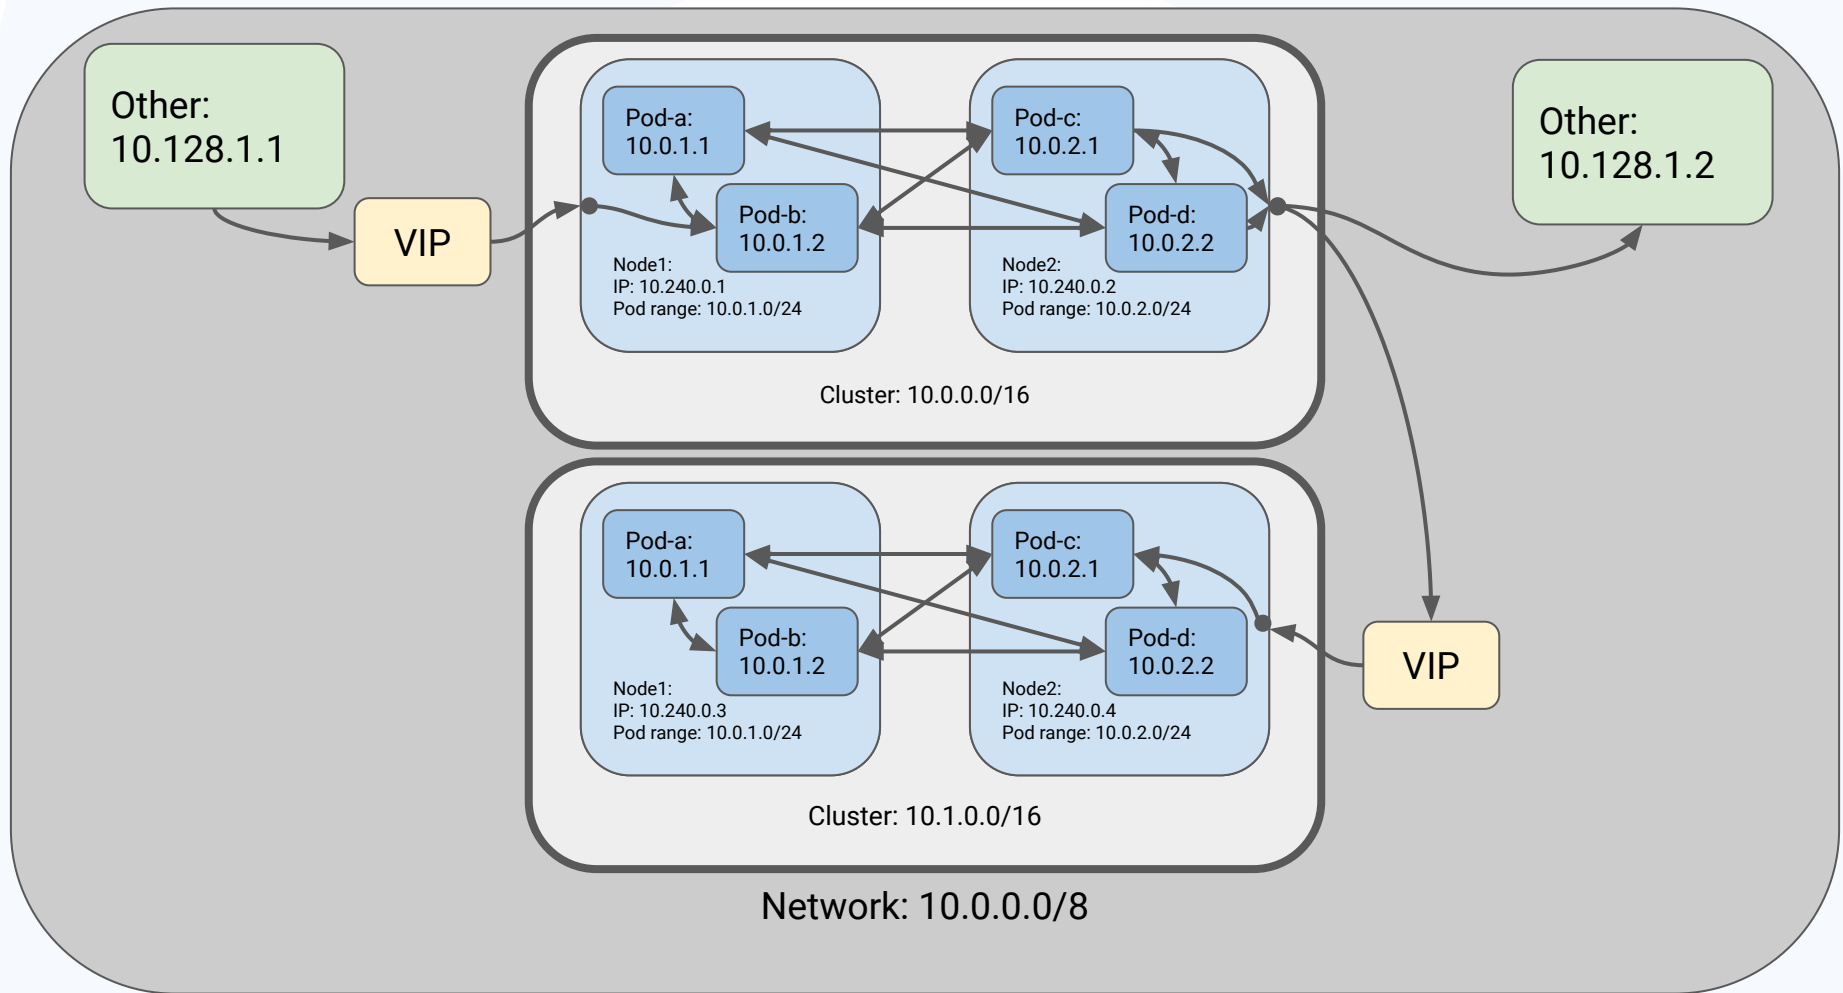 Other:
10.128.1.1
VIP
Pod-a:
10.0.1.1
Pod-b:
10.0.1.2
Node1:
IP: 10.240.0.1
Pod range: 10.0.1.0/24
Pod-c:
10.0.2.1
Pod-d:
10.0.2.2
Node2:
IP: 10.240.0.2
Pod range: 10.0.2.0/24
Cluster: 10.0.0.0/16
Other:
10.128.1.2
Pod-a:
10.0.1.1
Pod-b:
10.0.1.2
Node1:
IP: 10.240.0.3
Pod range: 10.0.1.0/24
Pod-c:
10.0.2.1
Pod-d:
10.0.2.2
Node2:
IP: 10.240.0.4
Pod range: 10.0.2.0/24
Cluster: 10.1.0.0/16
VIP
Network: 10.0.0.0/8